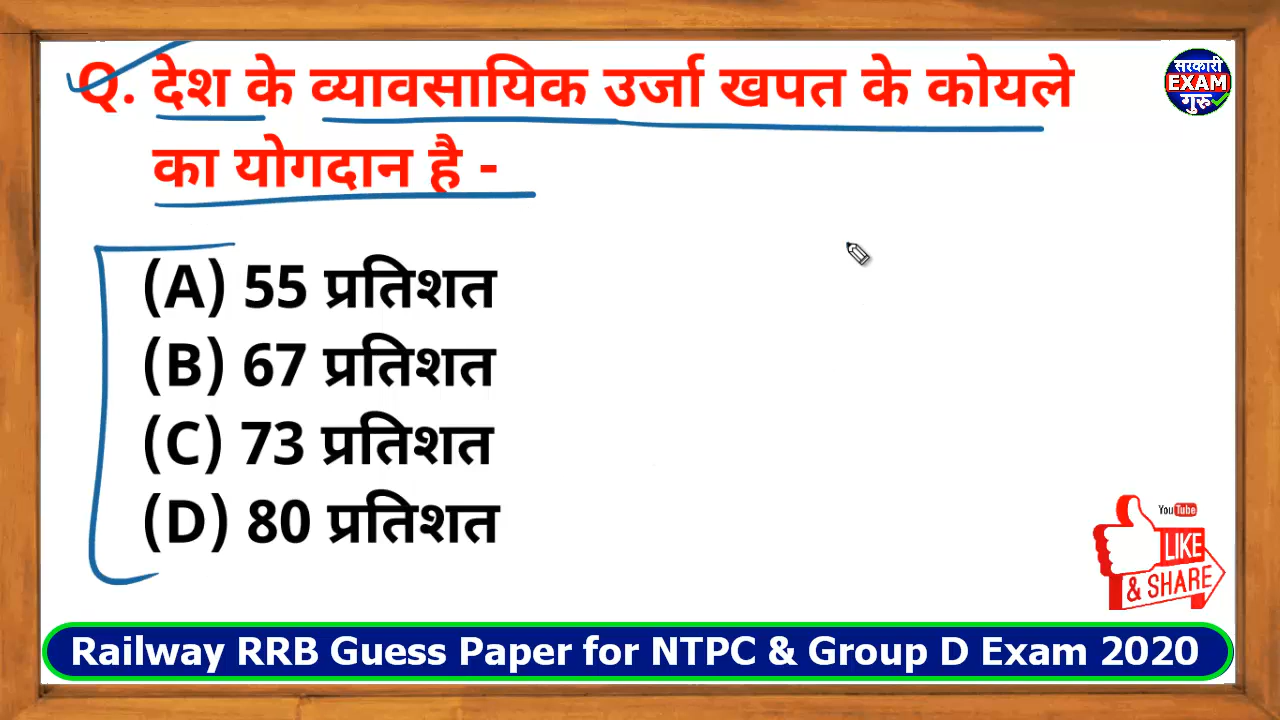 Q. देश के व्यावसायिक उर्जा खपत के कोयले
का योगदान है -
(A) 55 प्रतिशत
(B) 67 प्रतिशत
(C) 73 प्रतिशत
(D) 80 प्रतिशत
सरकारी
EXAM
गुरु
YouTube
LIKE
& SHARE
Railway RRB Guess Paper for NTPC & Group D Exam 2020